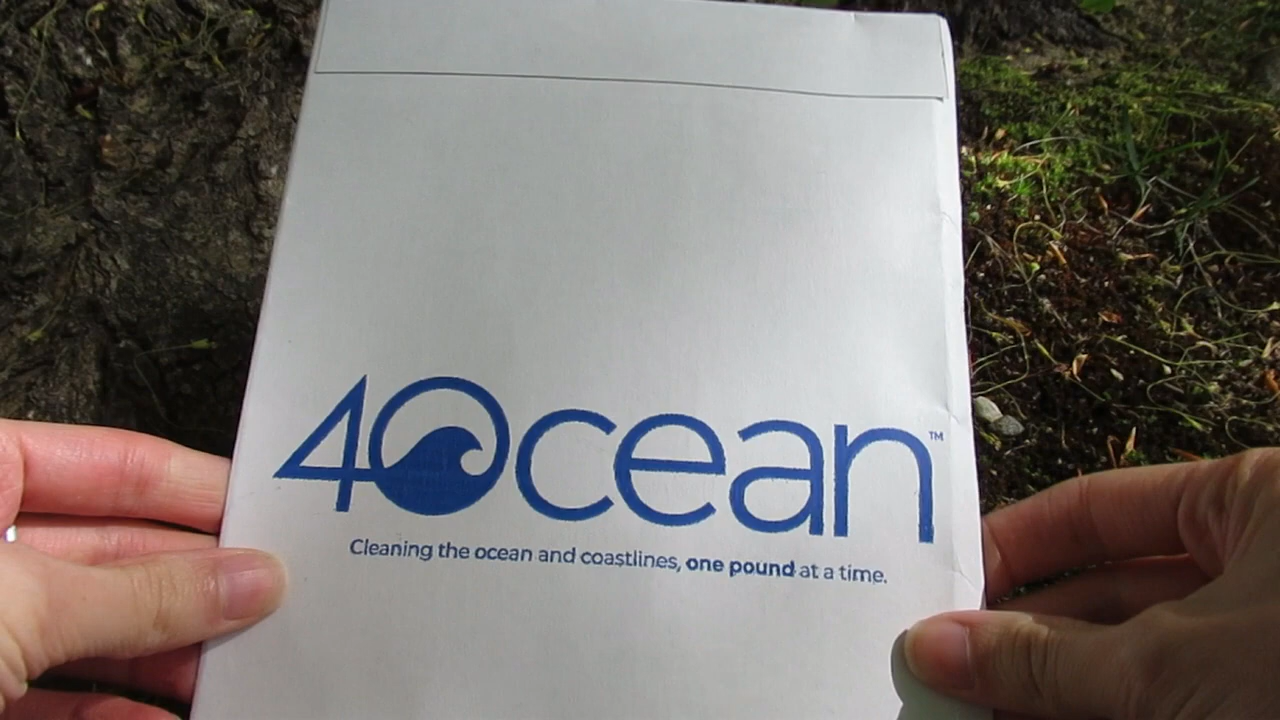 4Ocean™
Cleaning the ocean and coastlines, one pound at a time.